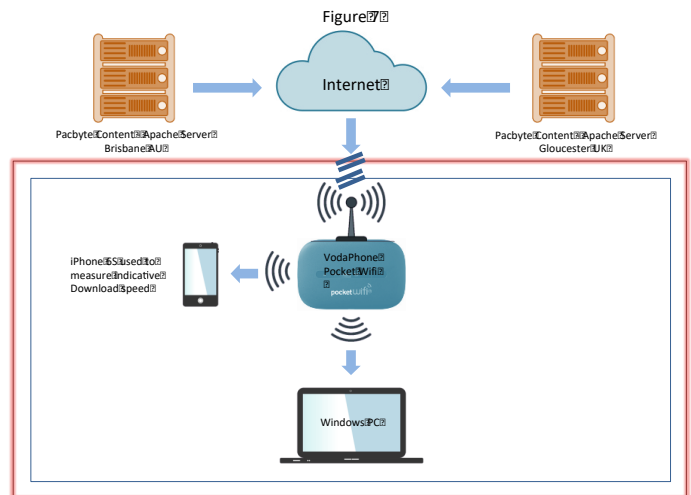 Figure 7
Internet
Pacbyte Content Apache Server
Brisbane AU
Pacbyte Content Apache Server
Gloucester UK
iPhone 6S used to
measure Indicative
Download speed
VodaPhone
Pocket Wifi
pocket wifi
Windows PC